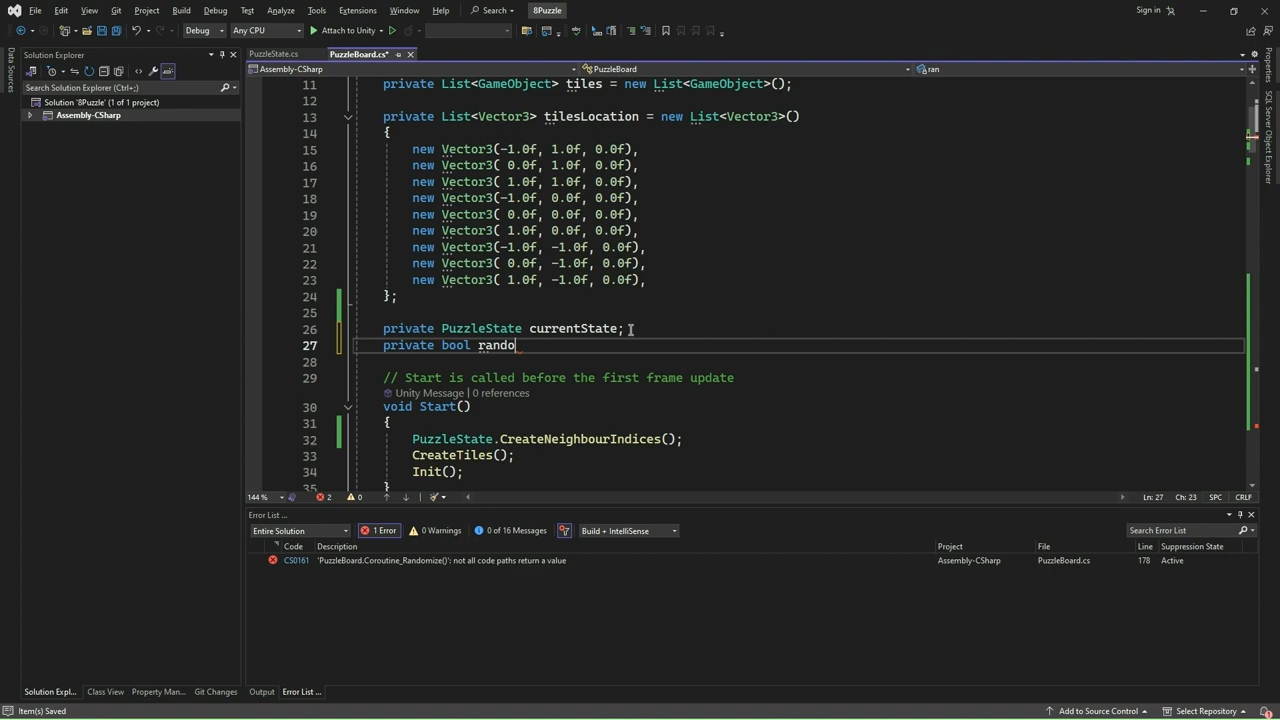 File Edit View Git Project Build Debug Test Analyze Tools Extensions Window Help Search 8Puzzle Sign in
Debug Any CPU Attach to Unity
Data Sources
Solution Explorer
Search Solution Explorer (Ctrl+;)
Solution '8Puzzle' (1 of 1 project)
Assembly-CSharp
PuzzleState.cs PuzzleBoard.cs*
Assembly-CSharp PuzzleBoard ran
11 private List<GameObject> tiles = new List<GameObject>();
12
13 private List<Vector3> tilesLocation = new List<Vector3>()
14 {
15 new Vector3(-1.0f, 1.0f, 0.0f),
16 new Vector3( 0.0f, 1.0f, 0.0f),
17 new Vector3( 1.0f, 1.0f, 0.0f),
18 new Vector3(-1.0f, 0.0f, 0.0f),
19 new Vector3( 0.0f, 0.0f, 0.0f),
20 new Vector3( 1.0f, 0.0f, 0.0f),
21 new Vector3(-1.0f, -1.0f, 0.0f),
22 new Vector3( 0.0f, -1.0f, 0.0f),
23 new Vector3( 1.0f, -1.0f, 0.0f),
24 };
25
26 private PuzzleState currentState;
27 private bool rando
28
29 // Start is called before the first frame update
Unity Message | 0 references
30 void Start()
31 {
32 PuzzleState.CreateNeighbourIndices();
33 CreateTiles();
34 Init();
35 }
144 % 2 0 Ln: 27 Ch: 23 SPC CRLF
Properties
SQL Server Object Explorer
Error List ...
Entire Solution 1 Error 0 Warnings 0 of 16 Messages Build + IntelliSense Search Error List
Code Description Project File Line Suppression State
CS0161 'PuzzleBoard.Coroutine_Randomize()': not all code paths return a value Assembly-CSharp PuzzleBoard.cs 178 Active
Solution Expl... Class View Property Man... Git Changes Output Error List ...
Item(s) Saved Add to Source Control Select Repository 1